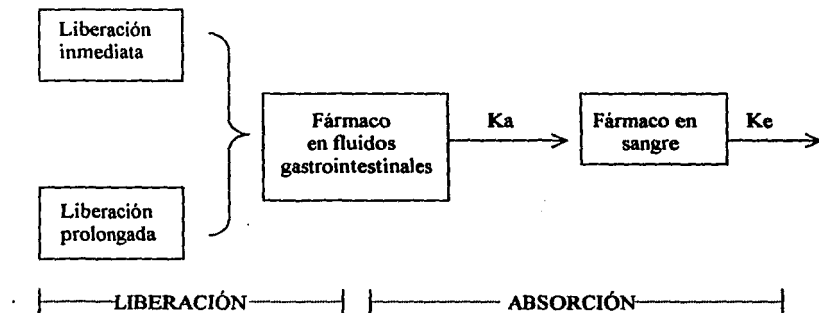 Liberación
inmediata
Fármaco
en fluidos
gastrointestinales
Ka
Fármaco en
sangre
Ke
Liberación
prolongada
LIBERACIÓN
ABSORCIÓN